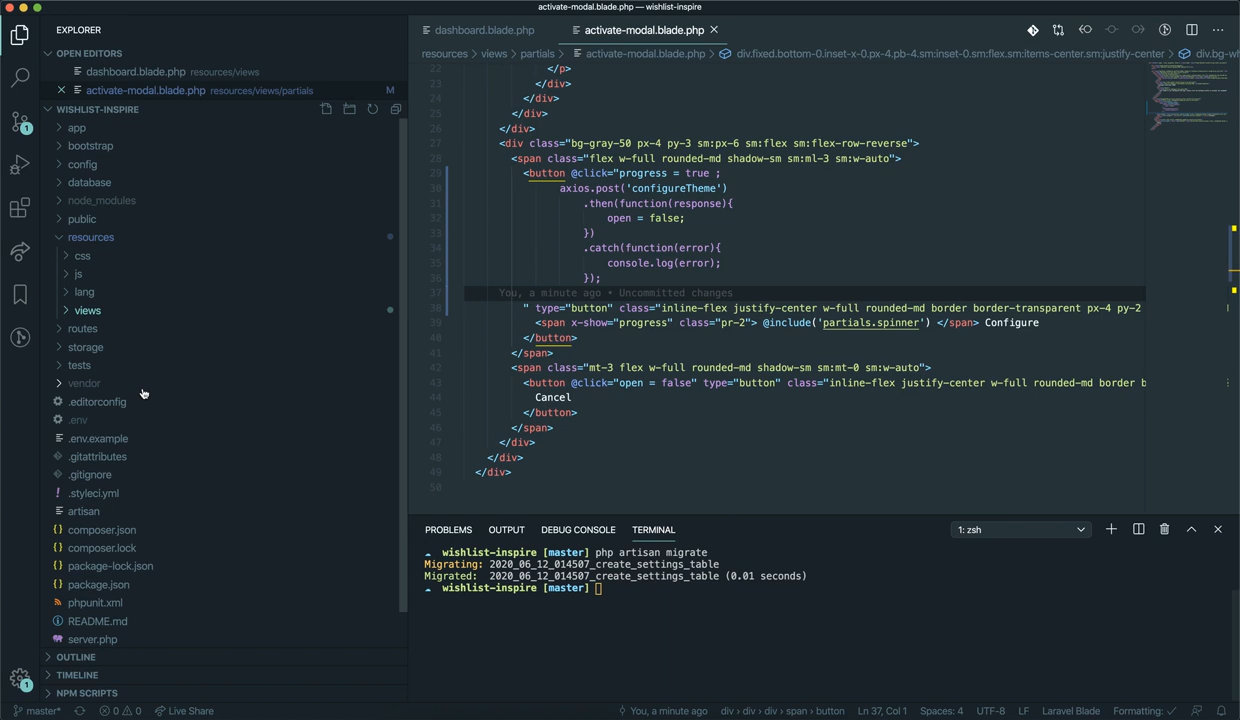 activate-modal.blade.php — wishlist-inspire
EXPLORER
OPEN EDITORS
dashboard.blade.php resources/views
activate-modal.blade.php resources/views/partials M
WISHLIST-INSPIRE
app
bootstrap
config
database
node_modules
public
resources
css
js
lang
views
routes
storage
tests
vendor
.editorconfig
.env
.env.example
.gitattributes
.gitignore
.styleci.yml
artisan
composer.json
composer.lock
package-lock.json
package.json
phpunit.xml
README.md
server.php
OUTLINE
TIMELINE
NPM SCRIPTS
1
1
dashboard.blade.php
activate-modal.blade.php
resources > views > partials > activate-modal.blade.php > div.fixed.bottom-0.inset-x-0.px-4.pb-4.sm:inset-0.sm:flex.sm:items-center.sm:justify-center > div.bg-wh
22 </p>
23 </div>
24 </div>
25 </div>
26 </div>
27 <div class="bg-gray-50 px-4 py-3 sm:px-6 sm:flex sm:flex-row-reverse">
28 <span class="flex w-full rounded-md shadow-sm sm:ml-3 sm:w-auto">
29 <button @click="progress = true ;
30 axios.post('configureTheme')
31 .then(function(response){
32 open = false;
33 })
34 .catch(function(error){
35 console.log(error);
36 });
37 You, a minute ago • Uncommitted changes
38 " type="button" class="inline-flex justify-center w-full rounded-md border border-transparent px-4 py-2
39 <span x-show="progress" class="pr-2"> @include('partials.spinner') </span> Configure
40 </button>
41 </span>
42 <span class="mt-3 flex w-full rounded-md shadow-sm sm:mt-0 sm:w-auto">
43 <button @click="open = false" type="button" class="inline-flex justify-center w-full rounded-md border b
44 Cancel
45 </button>
46 </span>
47 </div>
48 </div>
49 </div>
50
PROBLEMS OUTPUT DEBUG CONSOLE TERMINAL 1: zsh
wishlist-inspire [master] php artisan migrate
Migrating: 2020_06_12_014507_create_settings_table
Migrated: 2020_06_12_014507_create_settings_table (0.01 seconds)
wishlist-inspire [master]
master* 0 0 Live Share You, a minute ago div > div > div > span > button Ln 37, Col 1 Spaces: 4 UTF-8 LF Laravel Blade Formatting: ✓